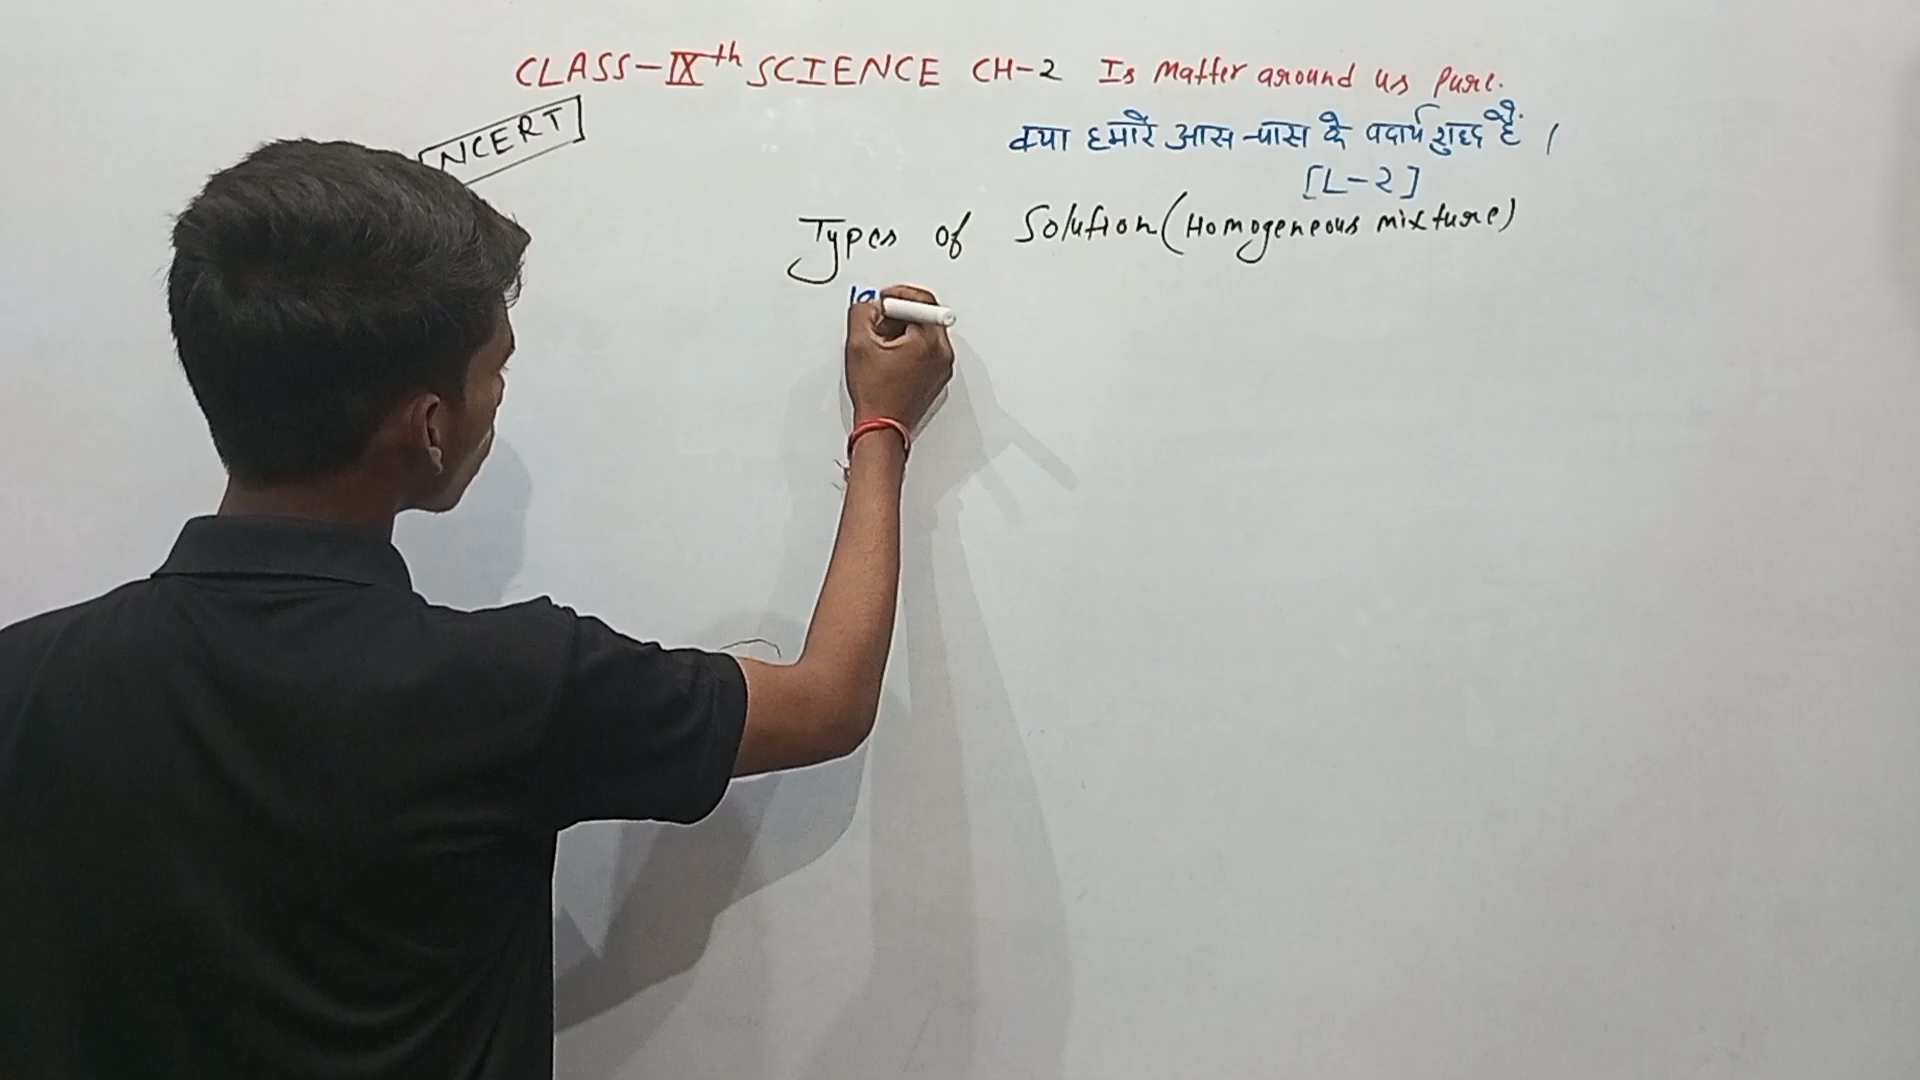 CLASS-IXth SCIENCE CH-2 Is Matter around us Pure.
NCERT
क्या हमारे आस-पास के पदार्थ शुद्ध हैं।
[L-2]
Types of Solution (Homogeneous mixture)